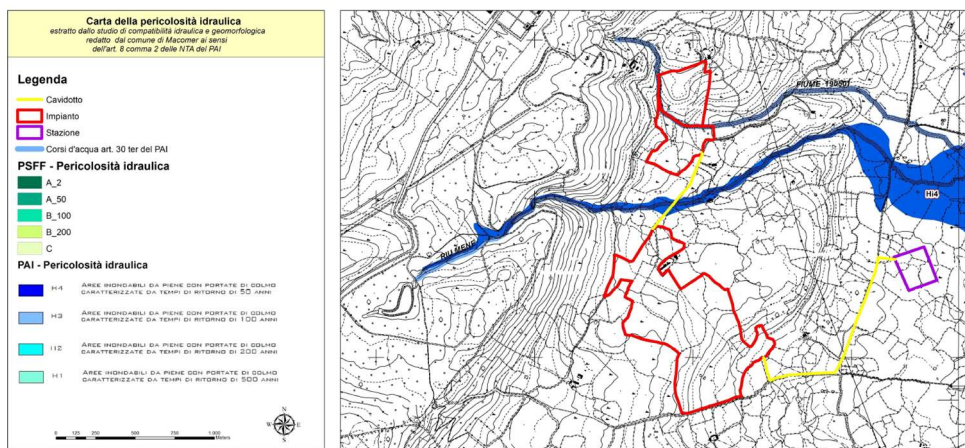 Carta della pericolosità idraulica
estratto dallo studio di compatibilità idraulica e geomorfologica
redatto dal comune di Macomer ai sensi
dell'art. 8 comma 2 delle NTA del PAI
Legenda
Cavidotto
Impianto
Stazione
Corsi d'acqua art. 30 ter del PAI
PSFF - Pericolosità idraulica
A_2
A_50
B_100
B_200
C
PAI - Pericolosità idraulica
H4 AREE INONDABILI DA PIENE CON PORTATE DI COLMO
CARATTERIZZATE DA TEMPI DI RITORNO DI 50 ANNI
H3 AREE INONDABILI DA PIENE CON PORTATE DI COLMO
CARATTERIZZATE DA TEMPI DI RITORNO DI 100 ANNI
H2 AREE INONDABILI DA PIENE CON PORTATE DI COLMO
CARATTERIZZATE DA TEMPI DI RITORNO DI 200 ANNI
H1 AREE INONDABILI DA PIENE CON PORTATE DI COLMO
CARATTERIZZATE DA TEMPI DI RITORNO DI 500 ANNI
N
W E
S
0 125 250 500 750 1.000
Meters
Hi4
RIU MENE